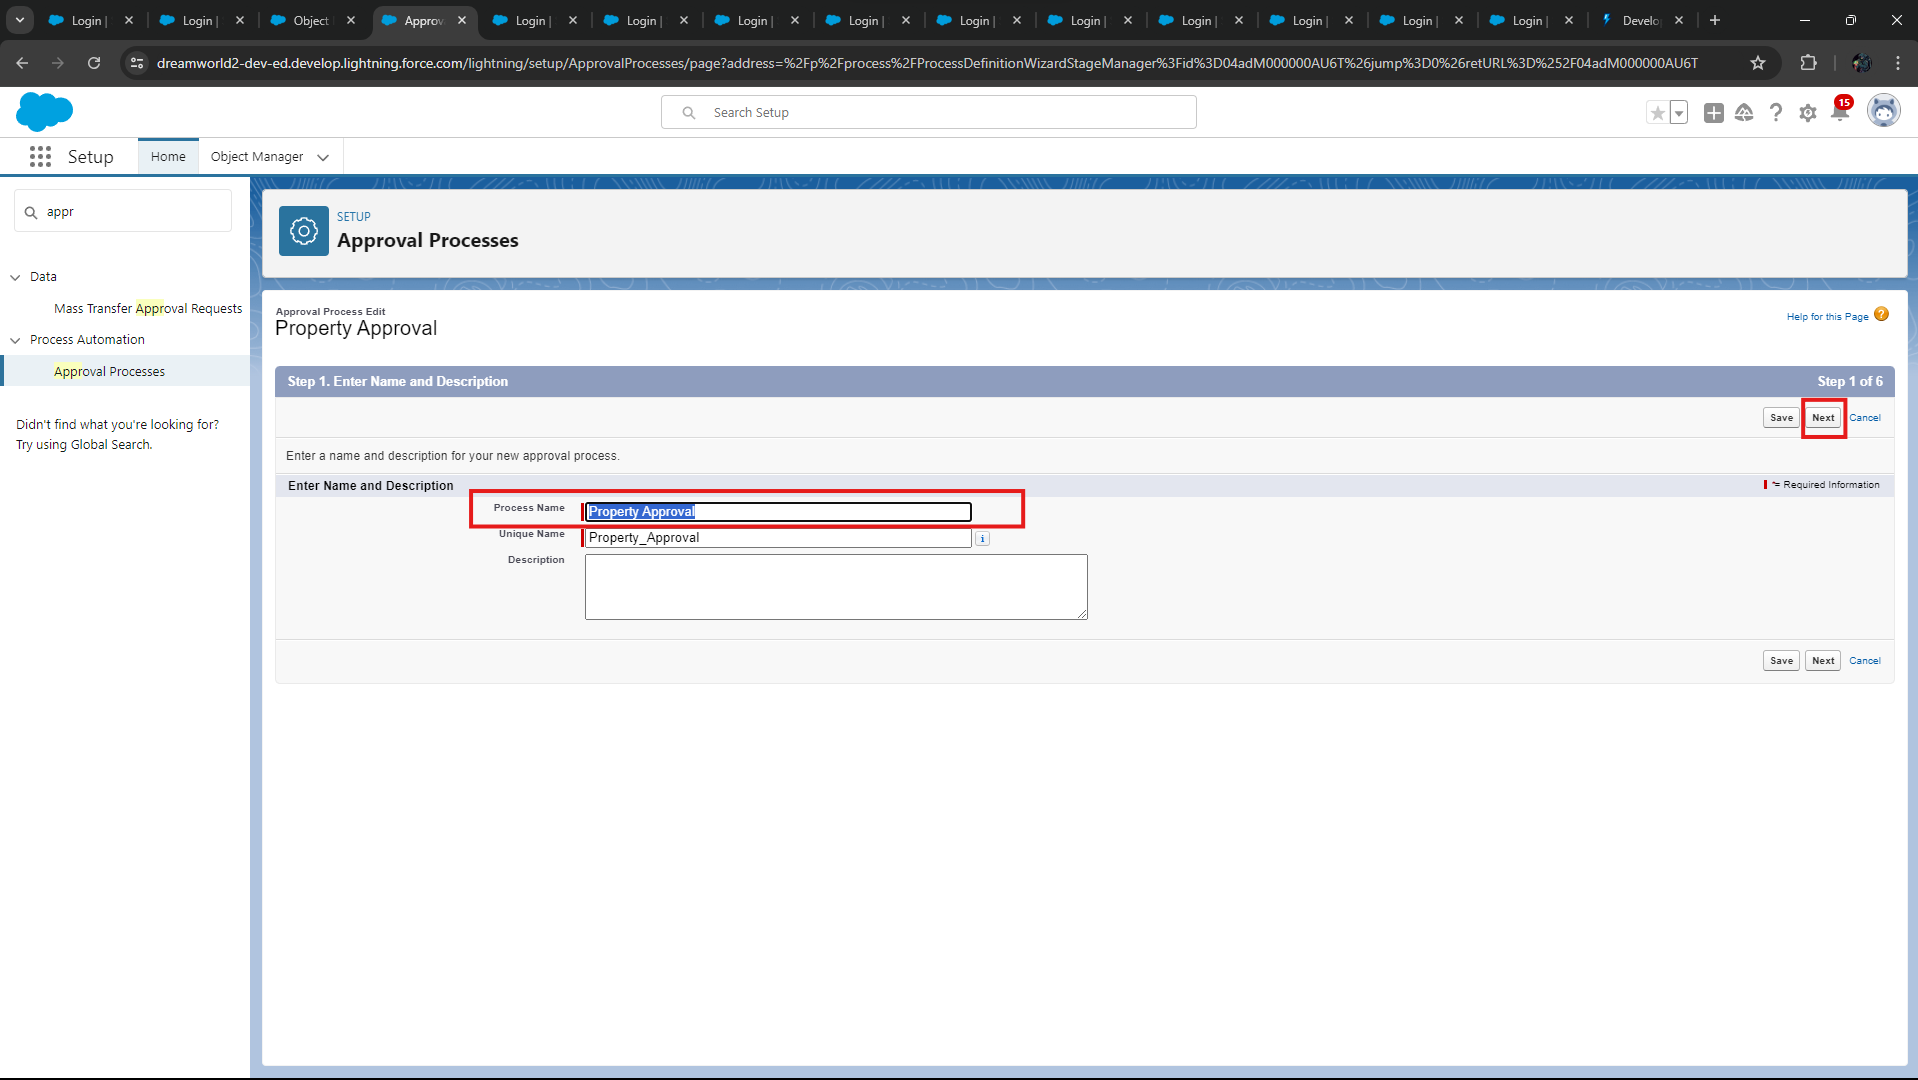 Login |
Login |
Object
Approv
Login |
Login |
Login |
Login |
Login |
Login |
Login |
Login |
Login |
Login |
Develo
dreamworld2-dev-ed.develop.lightning.force.com/lightning/setup/ApprovalProcesses/page?address=%2Fp%2Fprocess%2FProcessDefinitionWizardStageManager%3Fid%3D04adM000000AU6T%26jump%3D0%26retURL%3D%252F04adM000000AU6T
Search Setup
15
Setup
Home
Object Manager
appr
Data
Mass Transfer Approval Requests
Process Automation
Approval Processes
Didn't find what you're looking for?
Try using Global Search.
SETUP
Approval Processes
Approval Process Edit
Property Approval
Help for this Page
Step 1. Enter Name and Description
Step 1 of 6
Save
Next
Cancel
Enter a name and description for your new approval process.
Enter Name and Description
= Required Information
Process Name
Property Approval
Unique Name
Property_Approval
i
Description
Save
Next
Cancel